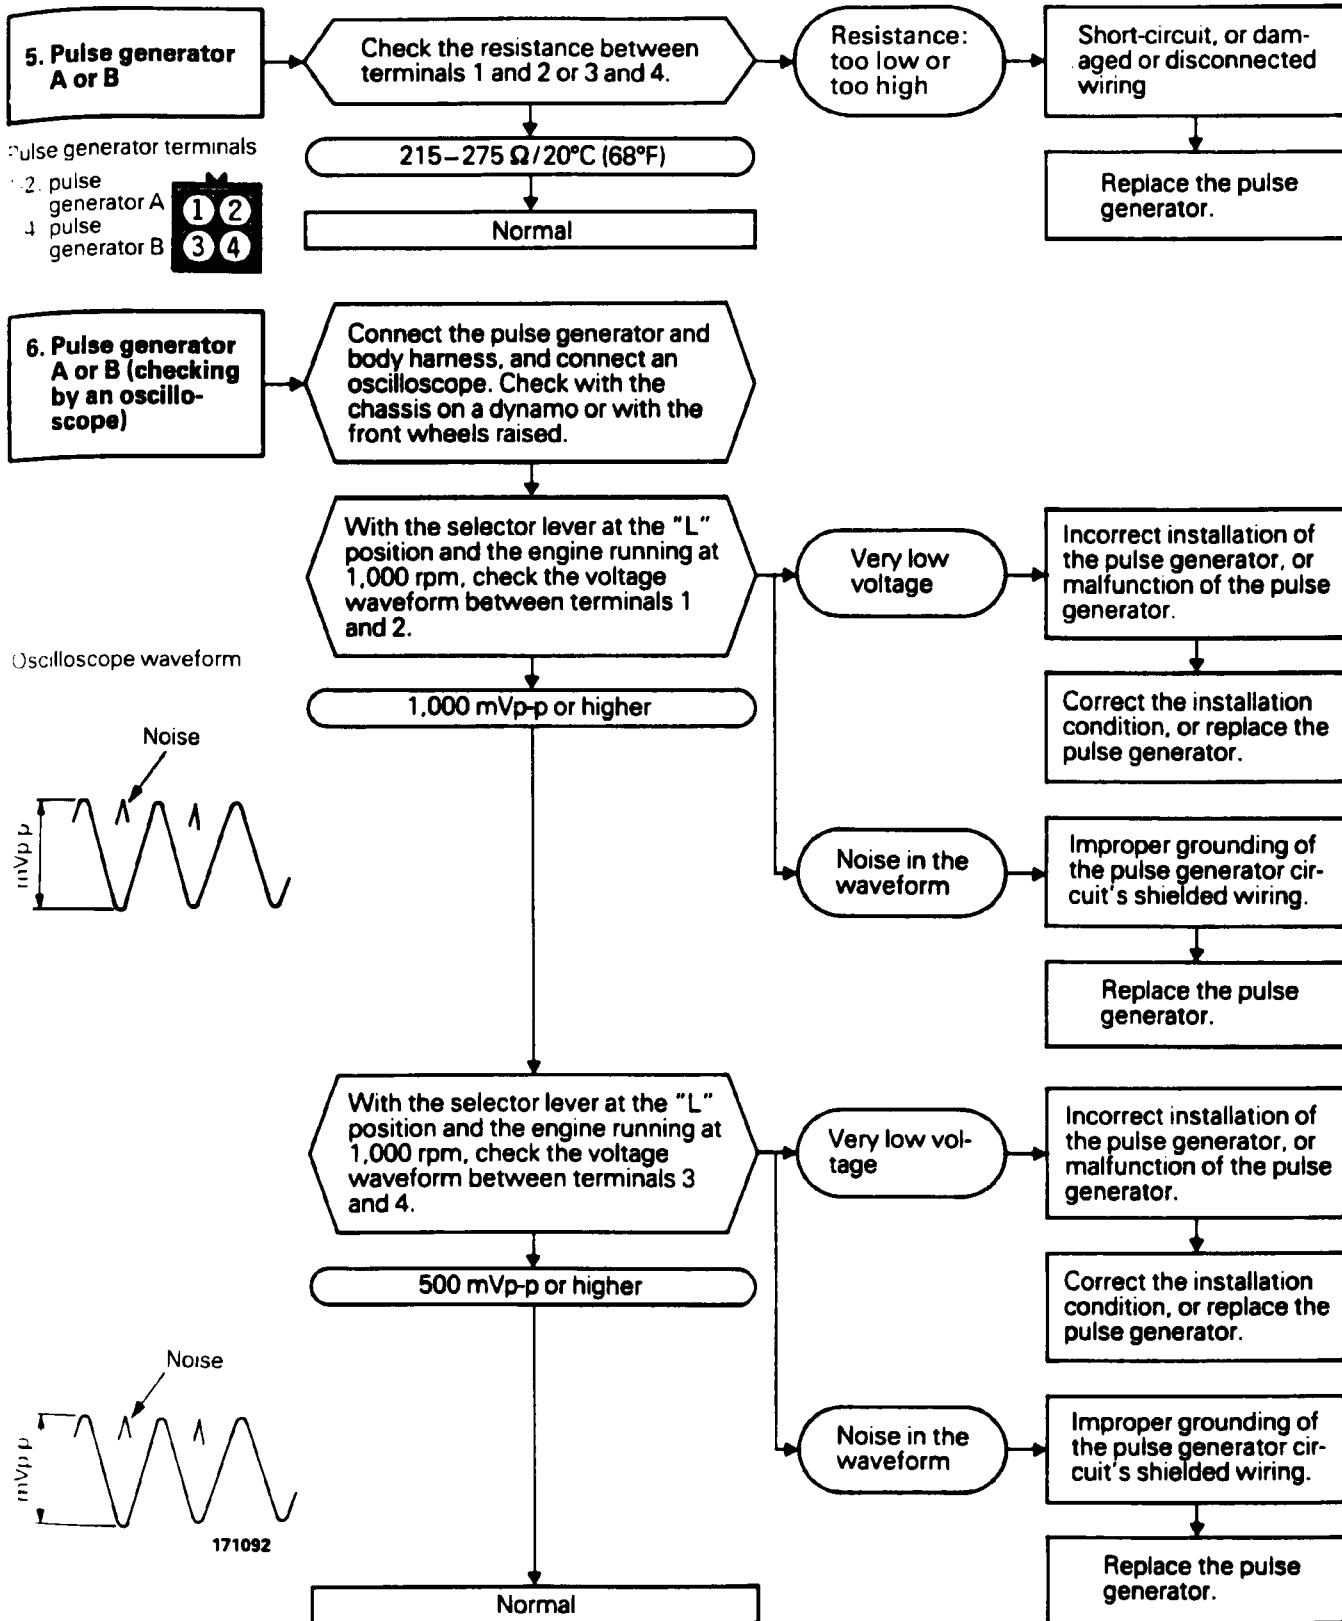 5. Pulse generator
A or B
Check the resistance between
terminals 1 and 2 or 3 and 4.
Resistance:
too low or
too high
Short-circuit, or dam-
aged or disconnected
wiring
Replace the pulse
generator.
215–275 Ω/20°C (68°F)
Normal
Pulse generator terminals
2. pulse
generator A
4 pulse
generator B
1 2
3 4
6. Pulse generator
A or B (checking
by an oscillo-
scope)
Connect the pulse generator and
body harness, and connect an
oscilloscope. Check with the
chassis on a dynamo or with the
front wheels raised.
With the selector lever at the "L"
position and the engine running at
1,000 rpm, check the voltage
waveform between terminals 1
and 2.
Very low
voltage
Incorrect installation of
the pulse generator, or
malfunction of the pulse
generator.
Correct the installation
condition, or replace the
pulse generator.
1,000 mVp-p or higher
Oscilloscope waveform
Noise
mVp p
Noise in the
waveform
Improper grounding of
the pulse generator cir-
cuit's shielded wiring.
Replace the pulse
generator.
With the selector lever at the "L"
position and the engine running at
1,000 rpm, check the voltage
waveform between terminals 3
and 4.
Very low vol-
tage
Incorrect installation of
the pulse generator, or
malfunction of the pulse
generator.
Correct the installation
condition, or replace the
pulse generator.
500 mVp-p or higher
Noise
mVp p
171092
Noise in the
waveform
Improper grounding of
the pulse generator cir-
cuit's shielded wiring.
Replace the pulse
generator.
Normal